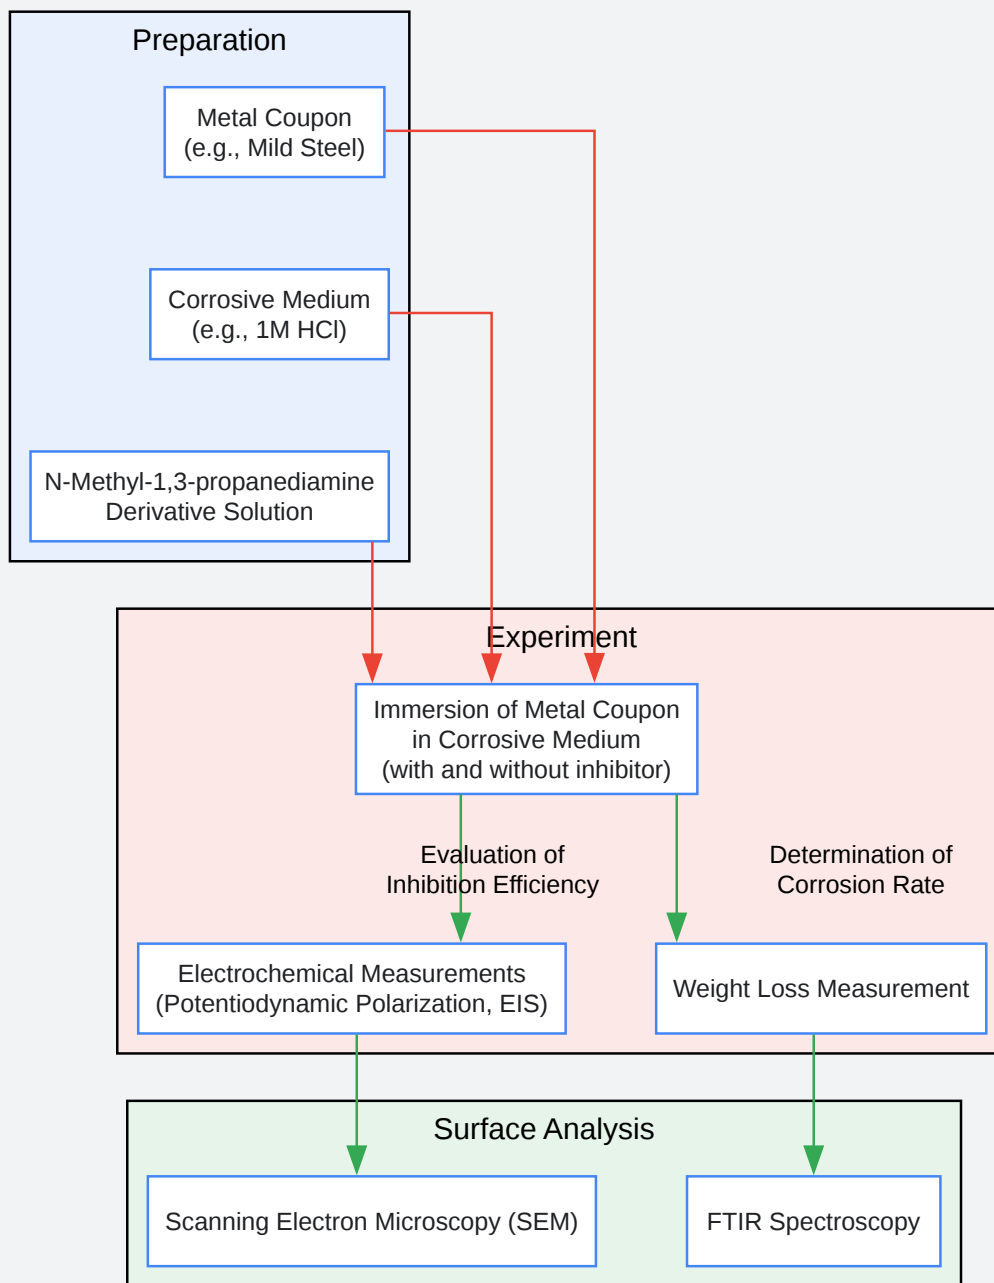 Preparation
Metal Coupon
(e.g., Mild Steel)
Corrosive Medium
(e.g., 1M HCl)
N-Methyl-1,3-propanediamine
Derivative Solution
Experiment
Immersion of Metal Coupon
in Corrosive Medium
(with and without inhibitor)
Evaluation of
Inhibition Efficiency
Determination of
Corrosion Rate
Electrochemical Measurements
(Potentiodynamic Polarization, EIS)
Weight Loss Measurement
Surface Analysis
Scanning Electron Microscopy (SEM)
FTIR Spectroscopy